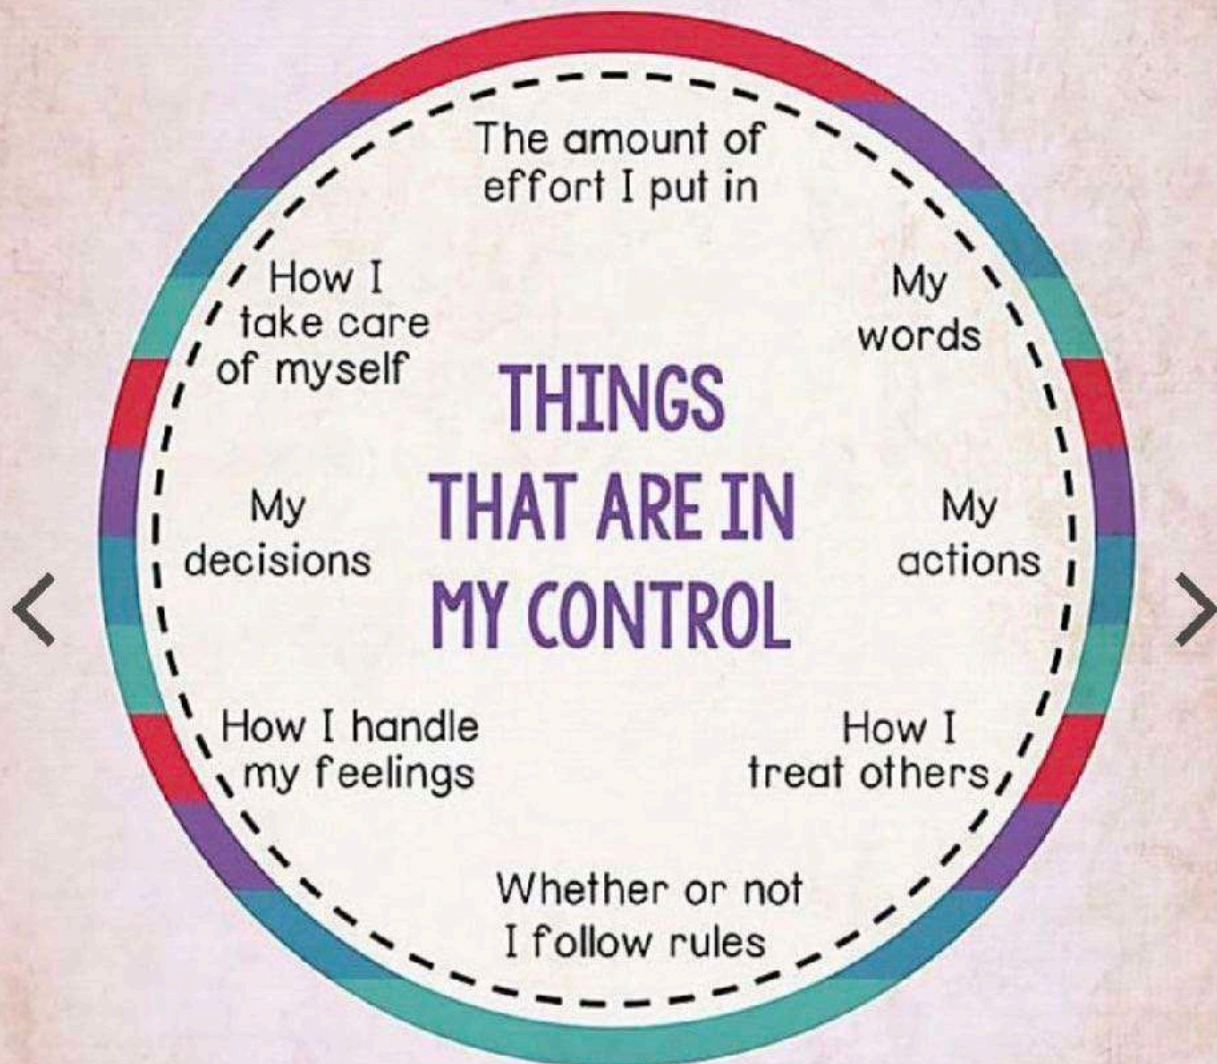 THINGS
THAT ARE IN
MY CONTROL
The amount of
effort I put in
My
words
My
actions
How I
treat others
Whether or not
I follow rules
How I handle
my feelings
My
decisions
How I
take care
of myself